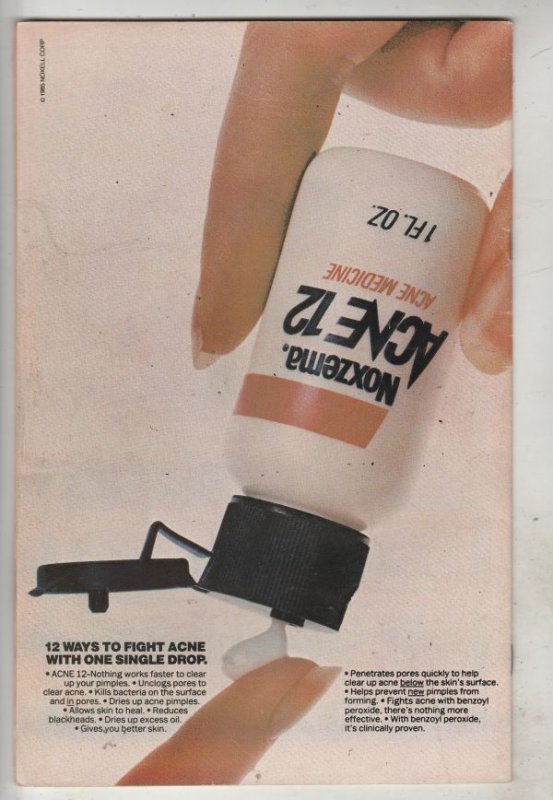 © 1985 NOXELL CORP
1 FL. OZ.
ACNE MEDICINE
ACNE 12
Noxzema.
12 WAYS TO FIGHT ACNE
WITH ONE SINGLE DROP.
• ACNE 12-Nothing works faster to clear
up your pimples. • Unclogs pores to
clear acne. • Kills bacteria on the surface
and in pores. • Dries up acne pimples.
• Allows skin to heal. • Reduces
blackheads. • Dries up excess oil.
• Gives you better skin.
• Penetrates pores quickly to help
clear up acne below the skin's surface.
• Helps prevent new pimples from
forming. • Fights acne with benzoyl
peroxide, there's nothing more
effective. • With benzoyl peroxide,
it's clinically proven.